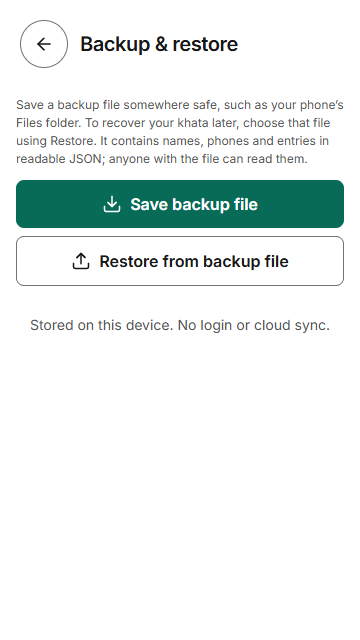 Backup & restore
Save a backup file somewhere safe, such as your phone’s
Files folder. To recover your khata later, choose that file
using Restore. It contains names, phones and entries in
readable JSON; anyone with the file can read them.
Save backup file
Restore from backup file
Stored on this device. No login or cloud sync.